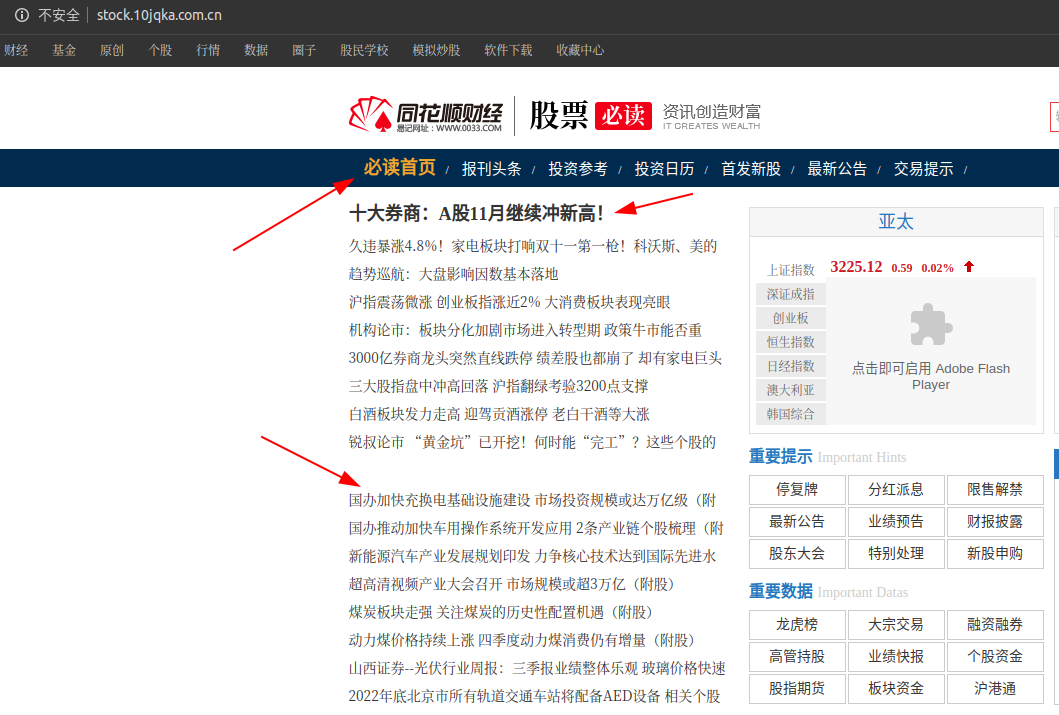 不安全 stock.10jqka.com.cn
财经 基金 原创 个股 行情 数据 圈子 股民学校 模拟炒股 软件下载 收藏中心
同花顺财经 股票 必读 资讯创造财富
易记网址：WWW.0033.COM IT CREATES WEALTH
必读首页 / 报刊头条 / 投资参考 / 投资日历 / 首发新股 / 最新公告 / 交易提示 /
十大券商：A股11月继续冲新高！
久违暴涨4.8%！家电板块打响双十一第一枪！科沃斯、美的
趋势巡航：大盘影响因数基本落地
沪指震荡微涨 创业板指涨近2% 大消费板块表现亮眼
机构论市：板块分化加剧市场进入转型期 政策牛市能否重
3000亿券商龙头突然直线跌停 绩差股也都崩了 却有家电巨头
三大股指盘中冲高回落 沪指翻绿考验3200点支撑
白酒板块发力走高 迎驾贡酒涨停 老白干酒等大涨
锐叔论市 “黄金坑”已开挖！何时能“完工”？这些个股的
国办加快充换电基础设施建设 市场投资规模或达万亿级（附
国办推动加快车用操作系统开发应用 2条产业链个股梳理（附
新能源汽车产业发展规划印发 力争核心技术达到国际先进水
超高清视频产业大会召开 市场规模或超3万亿（附股）
煤炭板块走强 关注煤炭的历史性配置机遇（附股）
动力煤价格持续上涨 四季度动力煤消费仍有增量（附股）
山西证券--光伏行业周报：三季报业绩整体乐观 玻璃价格快速
2022年底北京市所有轨道交通车站将配备AED设备 相关个股
亚太
上证指数 3225.12 0.59 0.02%
深证成指
创业板
恒生指数
日经指数
澳大利亚
韩国综合
点击即可启用 Adobe Flash
Player
重要提示 Important Hints
停复牌 分红派息 限售解禁
最新公告 业绩预告 财报披露
股东大会 特别处理 新股申购
重要数据 Important Datas
龙虎榜 大宗交易 融资融券
高管持股 业绩快报 个股资金
股指期货 板块资金 沪港通